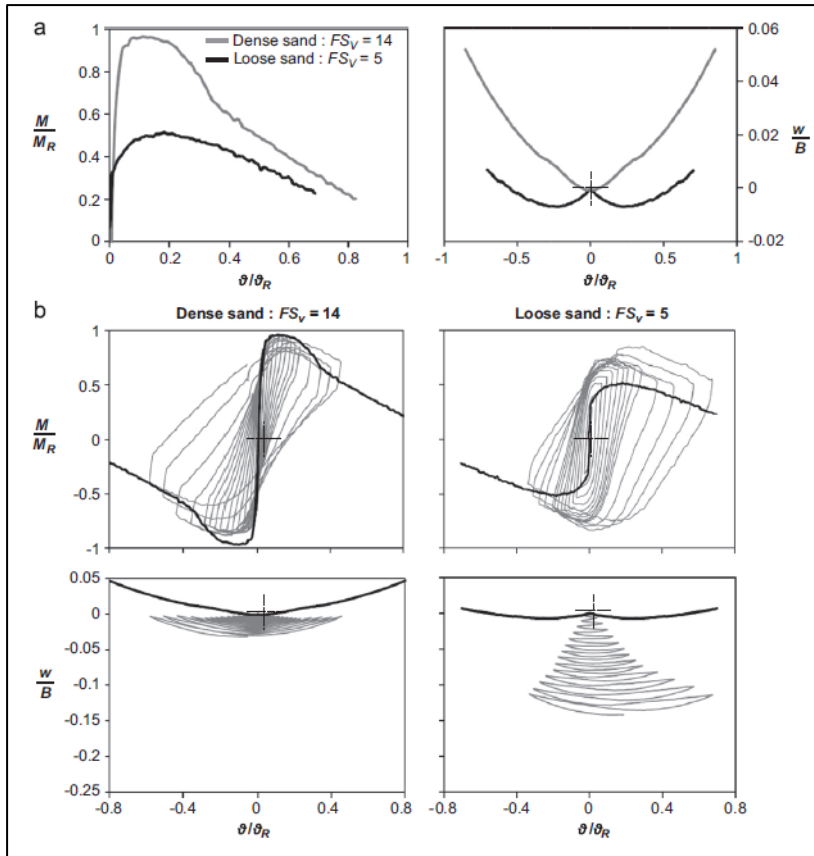 a
1
0.8
0.6
0.4
0.2
0
M
M_R
Dense sand : FS_V = 14
Loose sand : FS_V = 5
0 0.2 0.4 0.6 0.8 1
ϑ/ϑ_R
0.06
0.04
0.02
0
-0.02
w
B
-1 -0.5 0 0.5 1
ϑ/ϑ_R
b
Dense sand : FS_v = 14
Loose sand : FS_v = 5
1
0.5
0
-0.5
-1
M
M_R
0.05
0
-0.05
-0.1
-0.15
-0.2
-0.25
w
B
-0.8 -0.4 0 0.4 0.8
ϑ/ϑ_R
-0.8 -0.4 0 0.4 0.8
ϑ/ϑ_R